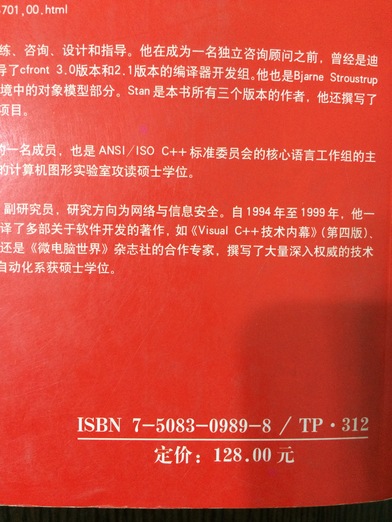 701,00.html
练、咨询、设计和指导。他在成为一名独立咨询顾问之前，曾经是迪
导了cfront 3.0版本和2.1版本的编译器开发组。他也是Bjarne Stroustrup
境中的对象模型部分。Stan是本书所有三个版本的作者，他还撰写了
项目。
的一名成员，也是ANSI/ISO C++标准委员会的核心语言工作组的主
的计算机图形实验室攻读硕士学位。
副研究员，研究方向为网络与信息安全。自1994年至1999年，他一
译了多部关于软件开发的著作，如《Visual C++技术内幕》(第四版)、
还是《微电脑世界》杂志社的合作专家，撰写了大量深入权威的技术
自动化系获硕士学位。
ISBN 7-5083-0989-8 / TP·312
定价：128.00元